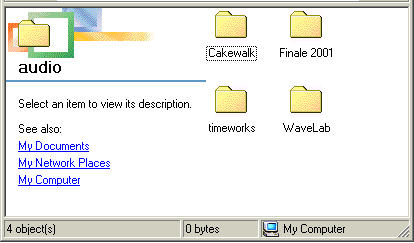 audio
Select an item to view its description.
See also:
My Documents
My Network Places
My Computer
Cakewalk
Finale 2001
timeworks
WaveLab
4 object(s)
0 bytes
My Computer